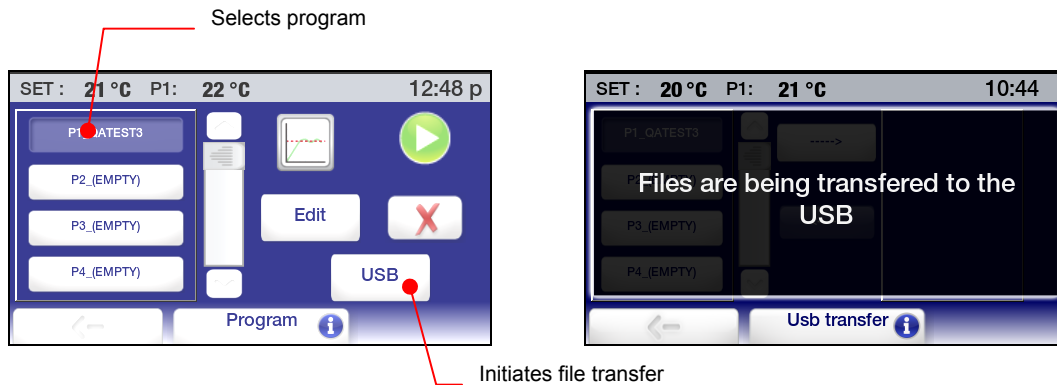 Selects program
SET : 21 °C P1: 22 °C 12:48 p
P1_QATEST3
P2_(EMPTY)
P3_(EMPTY)
P4_(EMPTY)
Edit
USB
Program i
Initiates file transfer
SET : 20 °C P1: 21 °C 10:44
P1_QATEST3
----->
Files are being transfered to the
USB
P3_(EMPTY)
P4_(EMPTY)
Usb transfer i